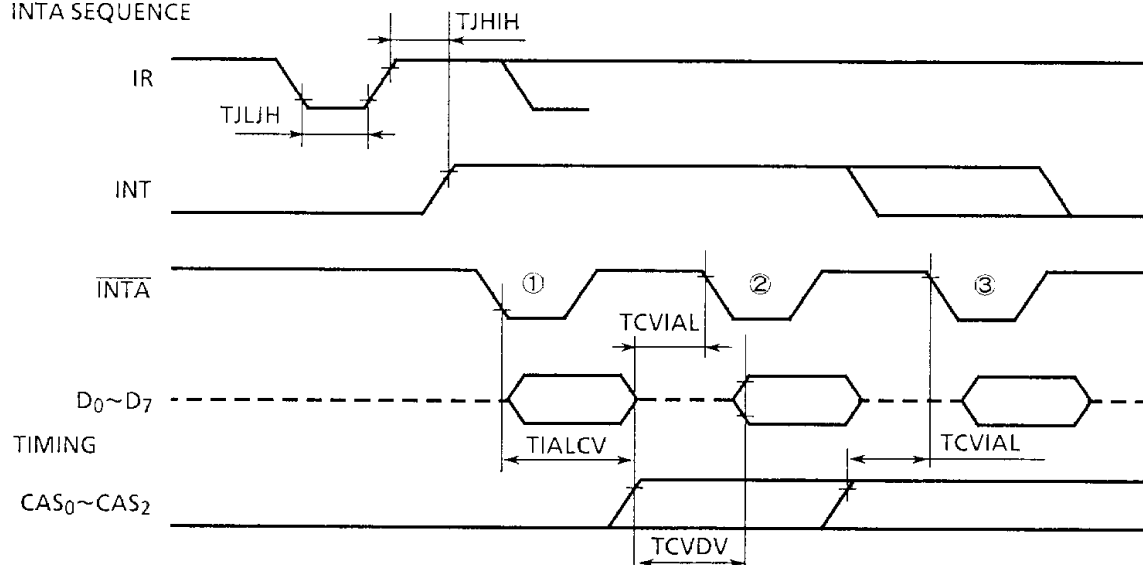 INTA SEQUENCE
TJHIH
IR
TJLJH
INT
INTA
① ② ③
TCVIAL
D0~D7
TIMING
TIALCV
TCVIAL
CAS0~CAS2
TCVDV